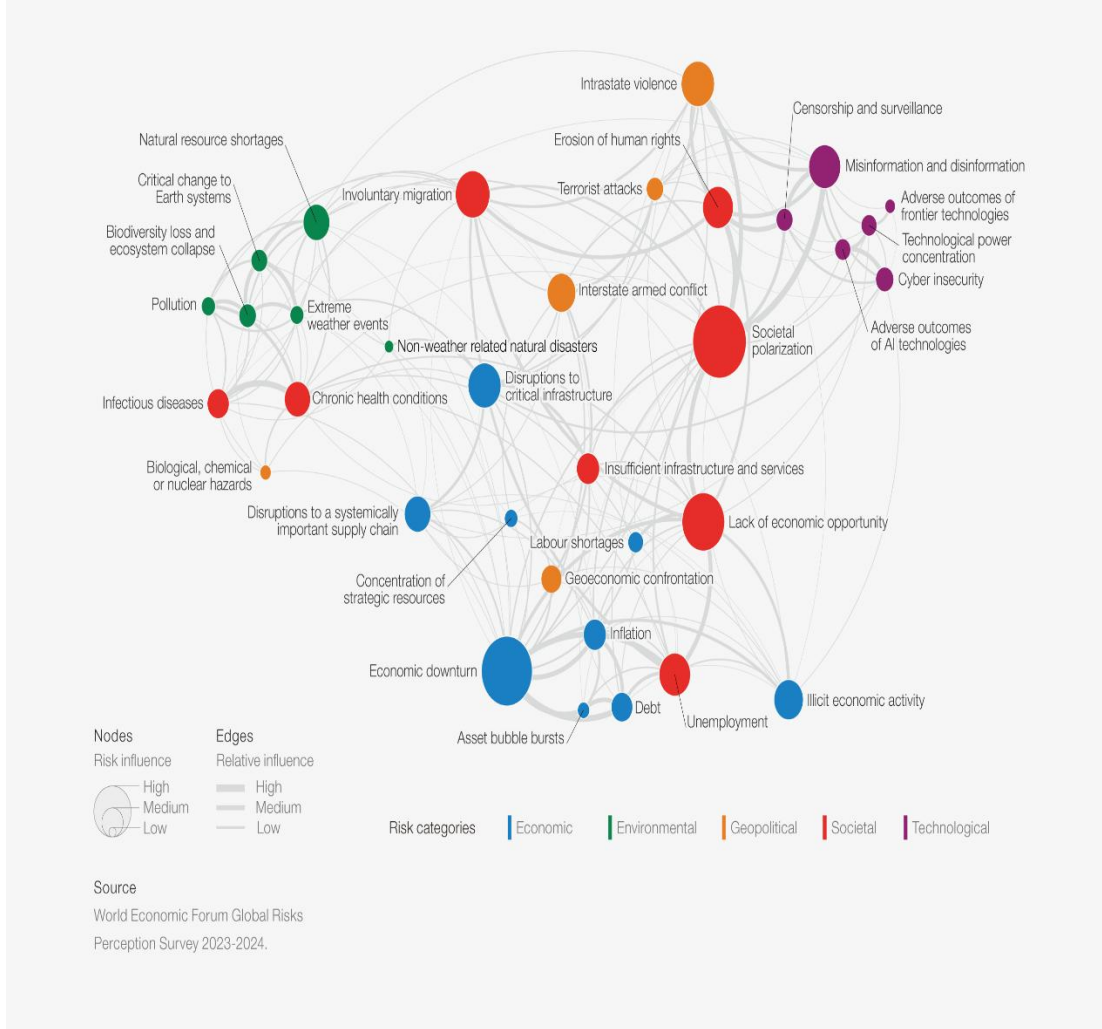 Intrastate violence
Censorship and surveillance
Natural resource shortages
Erosion of human rights
Misinformation and disinformation
Critical change to
Earth systems
Involuntary migration
Terrorist attacks
Adverse outcomes of
frontier technologies
Biodiversity loss and
ecosystem collapse
Technological power
concentration
Cyber insecurity
Pollution
Extreme
weather events
Interstate armed conflict
Societal
polarization
Adverse outcomes
of AI technologies
Non-weather related natural disasters
Disruptions to
critical infrastructure
Infectious diseases
Chronic health conditions
Biological, chemical
or nuclear hazards
Insufficient infrastructure and services
Disruptions to a systemically
important supply chain
Lack of economic opportunity
Labour shortages
Concentration of
strategic resources
Geoeconomic confrontation
Inflation
Economic downturn
Illicit economic activity
Debt
Unemployment
Asset bubble bursts
Nodes
Risk influence
High
Medium
Low
Edges
Relative influence
High
Medium
Low
Risk categories
Economic
Environmental
Geopolitical
Societal
Technological
Source
World Economic Forum Global Risks
Perception Survey 2023-2024.